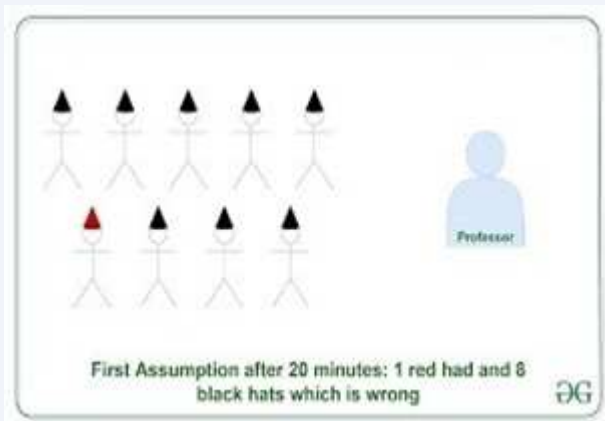 Professor
First Assumption after 20 minutes: 1 red had and 8
black hats which is wrong